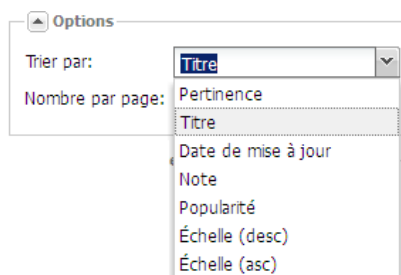 Options
Trier par: Titre
Nombre par page: Pertinence
Titre
Date de mise à jour
Note
Popularité
Échelle (desc)
Échelle (asc)